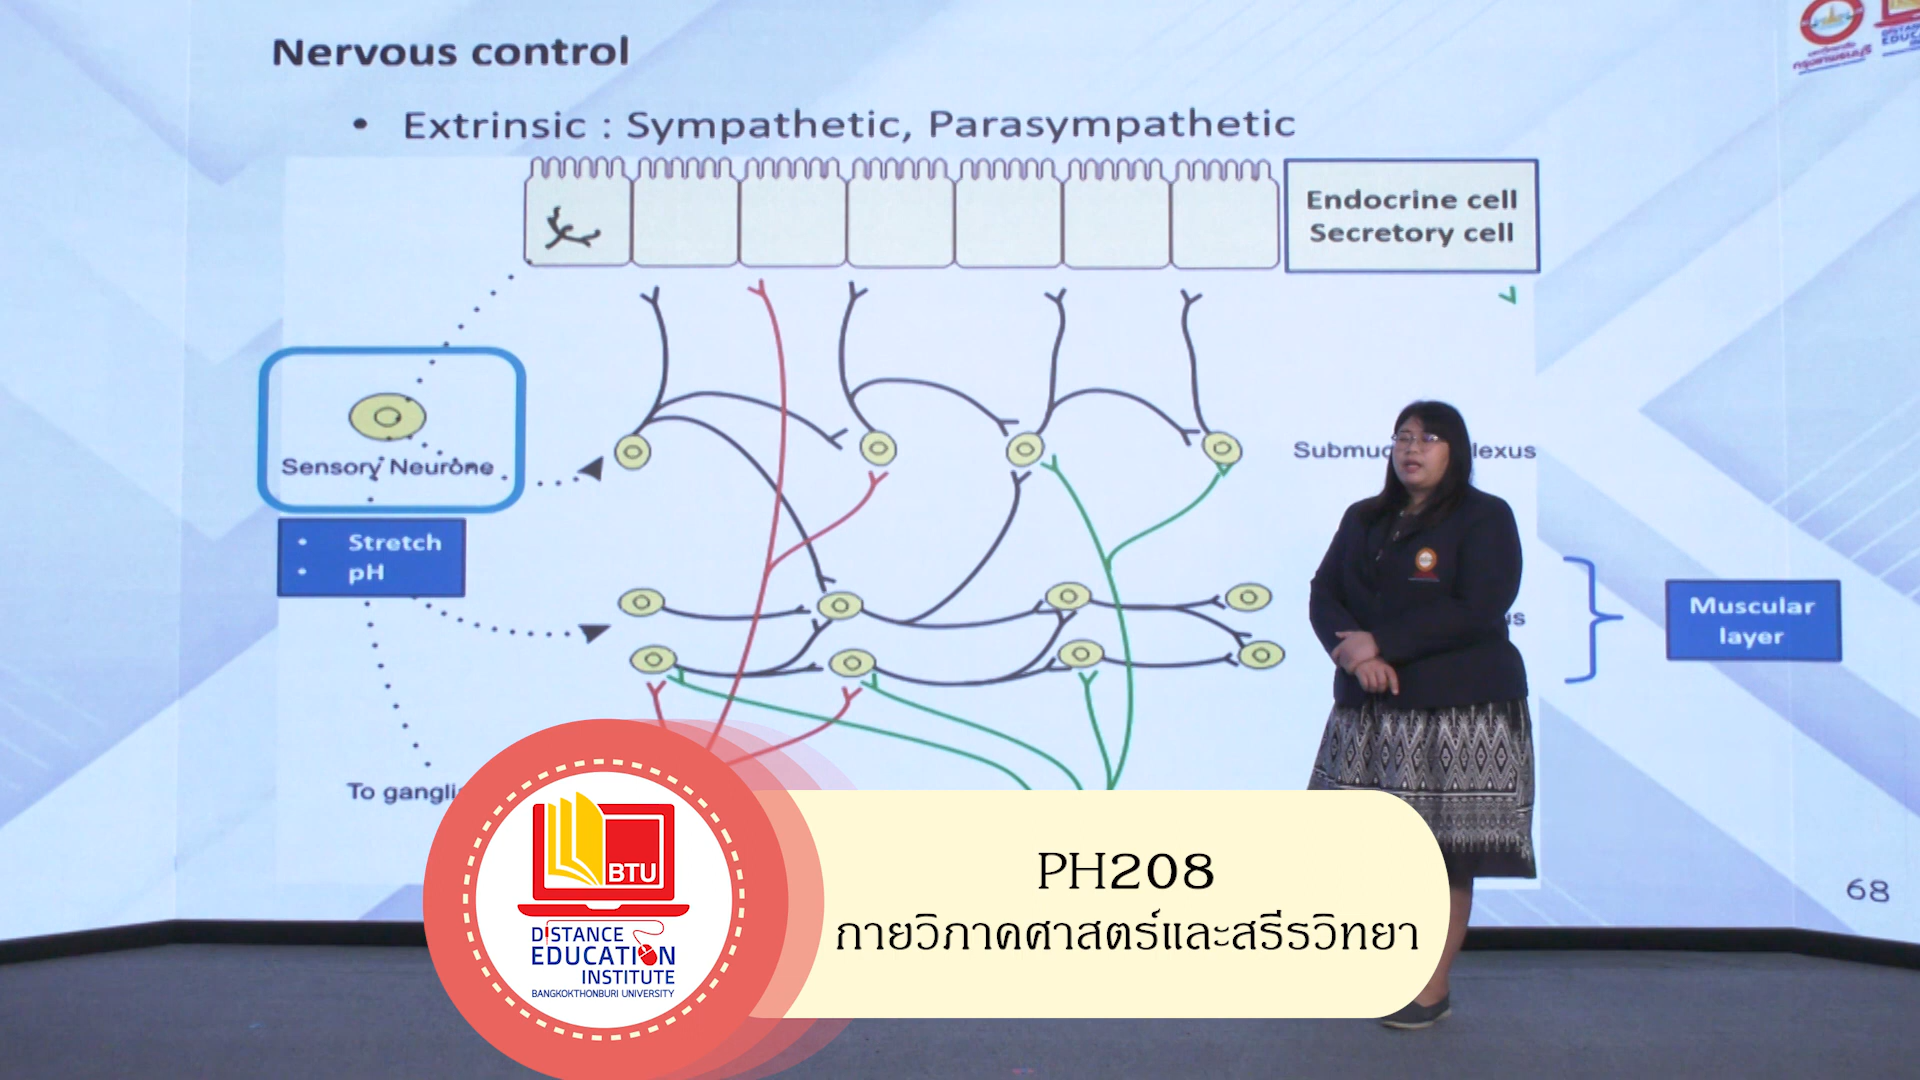 Nervous control
• Extrinsic : Sympathetic, Parasympathetic
Endocrine cell
Secretory cell
Sensory Neurone
• Stretch
• pH
Muscular
layer
To
PH208
กายวิภาคศาสตร์และสรีรวิทยา
BTU
DISTANCE
EDUCATION
INSTITUTE
BANGKOKTHONBURI UNIVERSITY
68